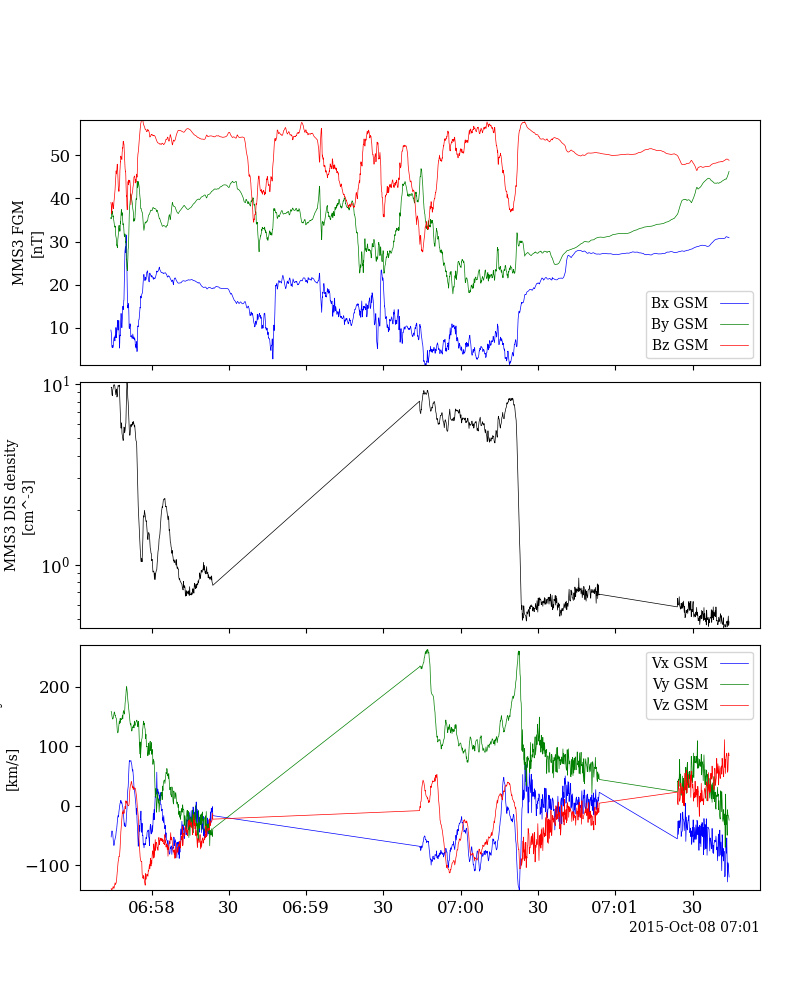 50
40
30
20
10
MMS3 FGM
[nT]
Bx GSM
By GSM
Bz GSM
10^1
10^0
MMS3 DIS density
[cm^-3]
200
100
0
−100
[km/s]
Vx GSM
Vy GSM
Vz GSM
06:58 30 06:59 30 07:00 30 07:01 30
2015-Oct-08 07:01